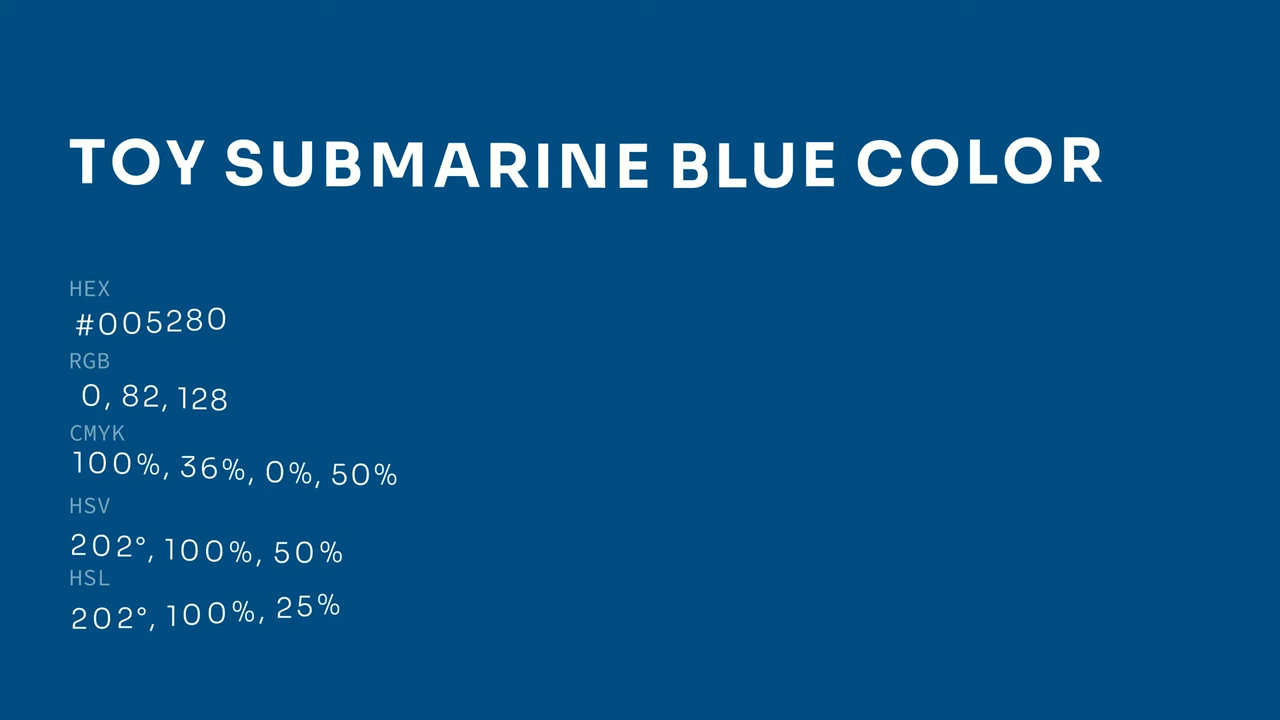 TOY SUBMARINE BLUE COLOR
HEX
#005280
RGB
0, 82, 128
CMYK
100%, 36%, 0%, 50%
HSV
202°, 100%, 50%
HSL
202°, 100%, 25%